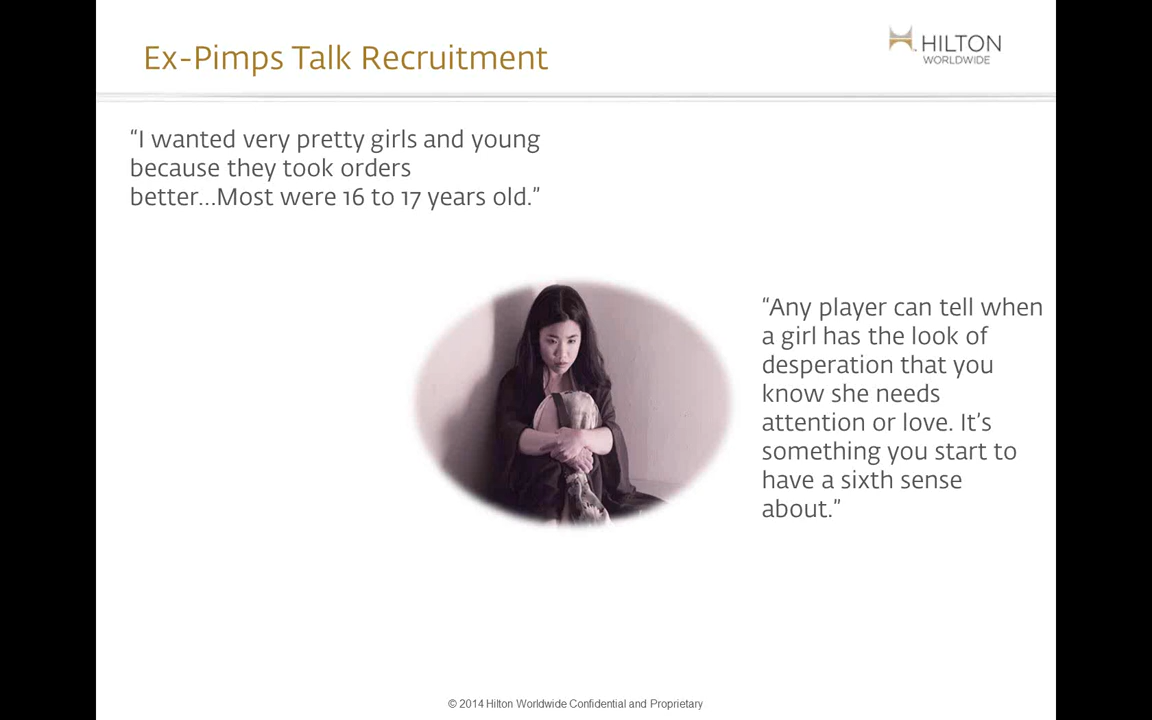 Ex-Pimps Talk Recruitment
HILTON
WORLDWIDE
“I wanted very pretty girls and young
because they took orders
better...Most were 16 to 17 years old.”
“Any player can tell when
a girl has the look of
desperation that you
know she needs
attention or love. It’s
something you start to
have a sixth sense
about.”
© 2014 Hilton Worldwide Confidential and Proprietary